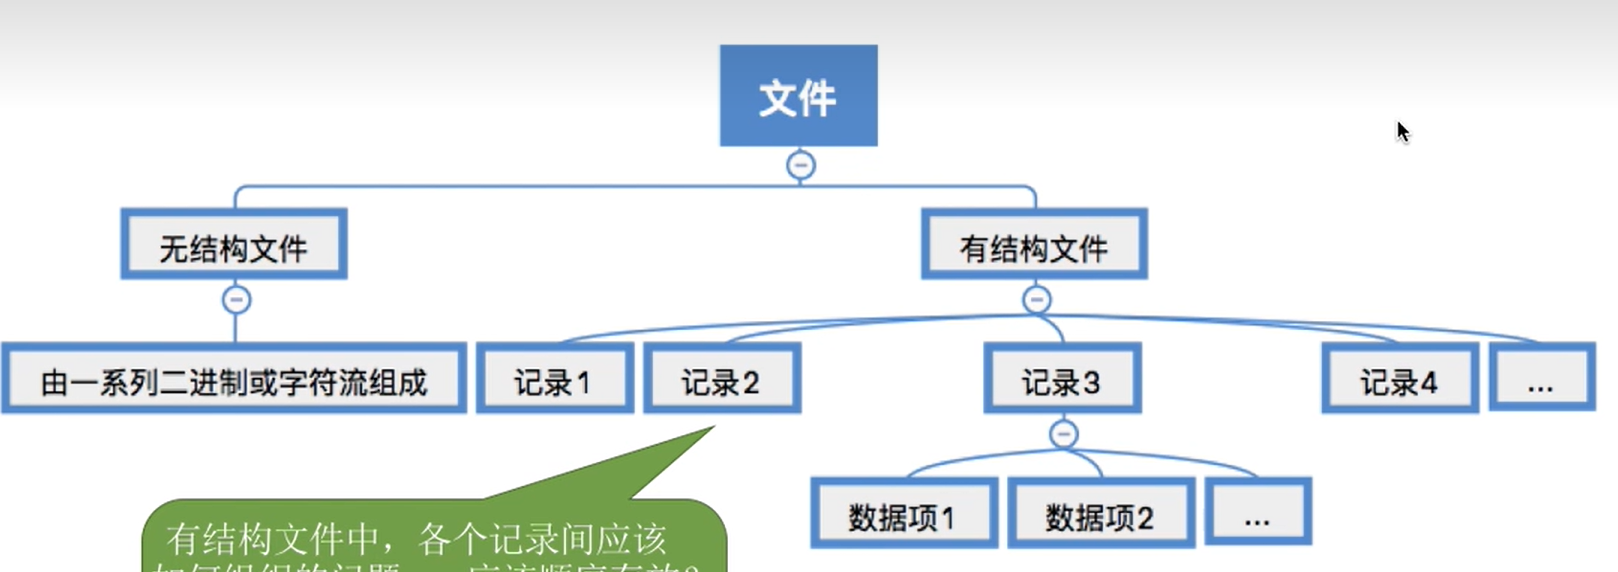 文件
无结构文件
有结构文件
由一系列二进制或字符流组成
记录1
记录2
记录3
记录4
...
数据项1
数据项2
...
有结构文件中，各个记录间应该